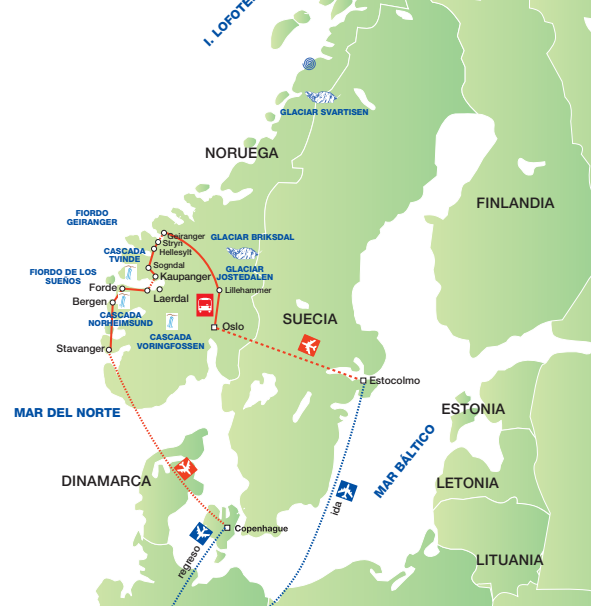 I. LOFOTE
GLACIAR SVARTISEN
NORUEGA
FINLANDIA
FIORDO
GEIRANGER
Geiranger
Stryn
Hellesylt
GLACIAR BRIKSDAL
CASCADA
TVINDE
Sogndal
GLACIAR
JOSTEDALEN
FIORDO DE LOS
SUEÑOS
Kaupanger
Forde
Laerdal
Lillehammer
Bergen
CASCADA
NORHEIMSUND
Oslo
SUECIA
CASCADA
VORINGFOSSEN
Stavanger
Estocolmo
MAR DEL NORTE
ESTONIA
MAR BÁLTICO
DINAMARCA
LETONIA
ida
Copenhague
regreso
LITUANIA